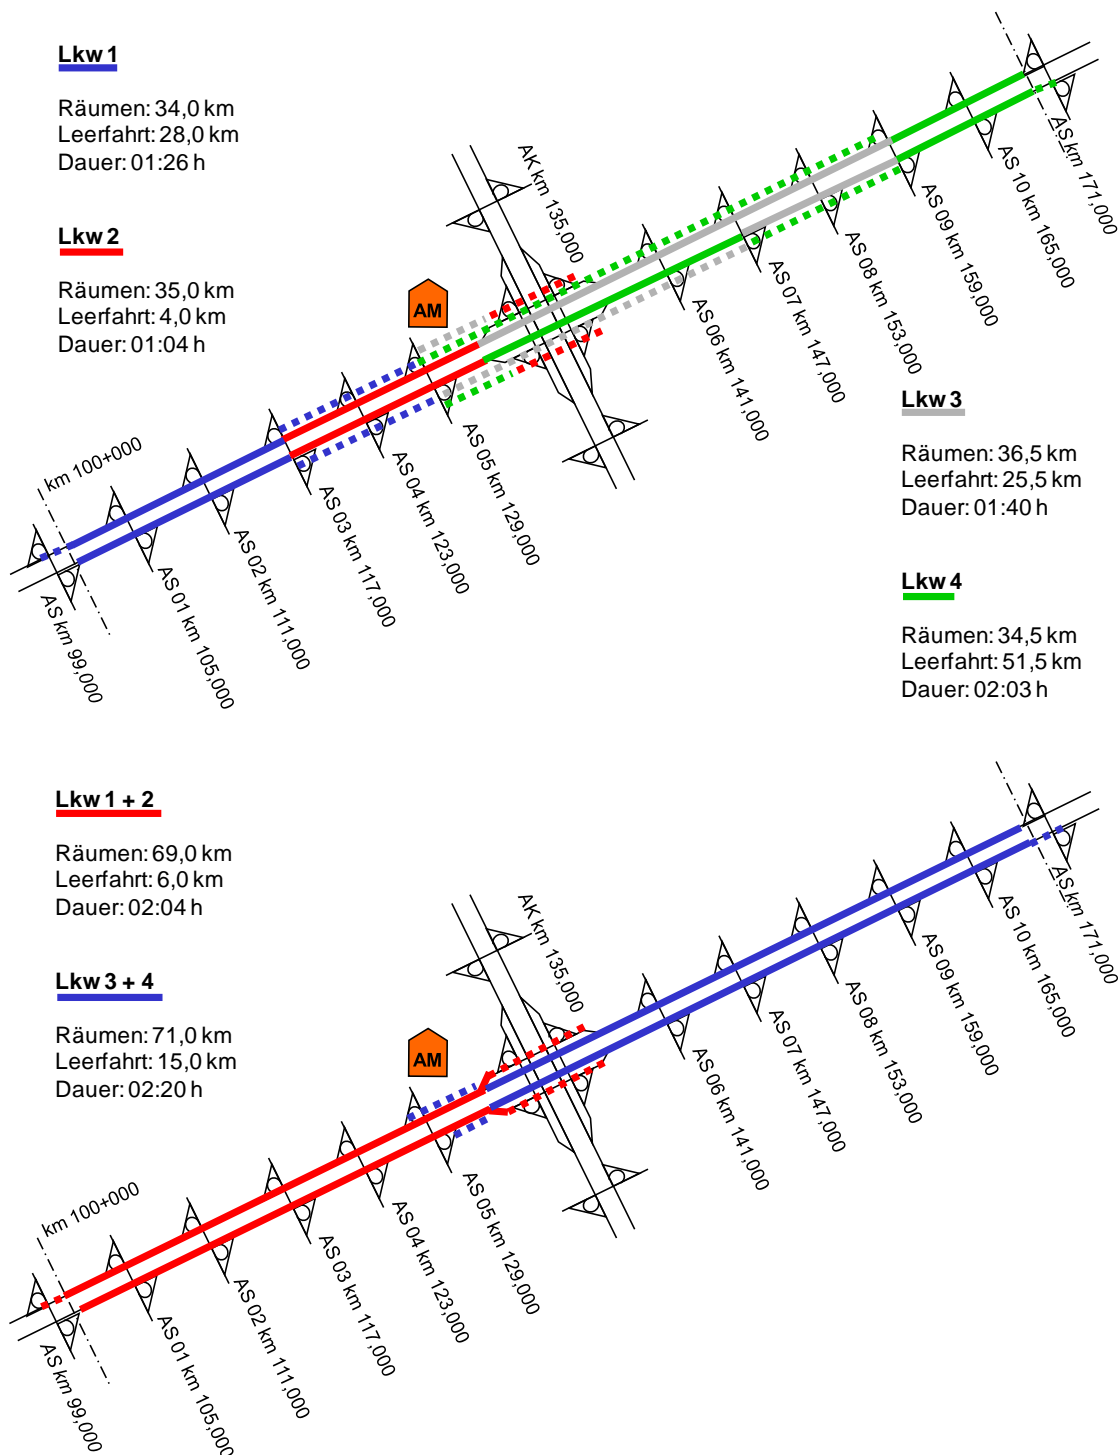 Lkw 1
Räumen: 34,0 km
Leerfahrt: 28,0 km
Dauer: 01:26 h
Lkw 2
Räumen: 35,0 km
Leerfahrt: 4,0 km
Dauer: 01:04 h
AM
km 100+000
AS km 99,000
AS 01 km 105,000
AS 02 km 111,000
AS 03 km 117,000
AS 04 km 123,000
AS 05 km 129,000
AK km 135,000
AS 06 km 141,000
AS 07 km 147,000
AS 08 km 153,000
AS 09 km 159,000
AS 10 km 165,000
AS km 171,000
Lkw 3
Räumen: 36,5 km
Leerfahrt: 25,5 km
Dauer: 01:40 h
Lkw 4
Räumen: 34,5 km
Leerfahrt: 51,5 km
Dauer: 02:03 h
Lkw 1 + 2
Räumen: 69,0 km
Leerfahrt: 6,0 km
Dauer: 02:04 h
Lkw 3 + 4
Räumen: 71,0 km
Leerfahrt: 15,0 km
Dauer: 02:20 h
AM
km 100+000
AS km 99,000
AS 01 km 105,000
AS 02 km 111,000
AS 03 km 117,000
AS 04 km 123,000
AS 05 km 129,000
AK km 135,000
AS 06 km 141,000
AS 07 km 147,000
AS 08 km 153,000
AS 09 km 159,000
AS 10 km 165,000
AS km 171,000